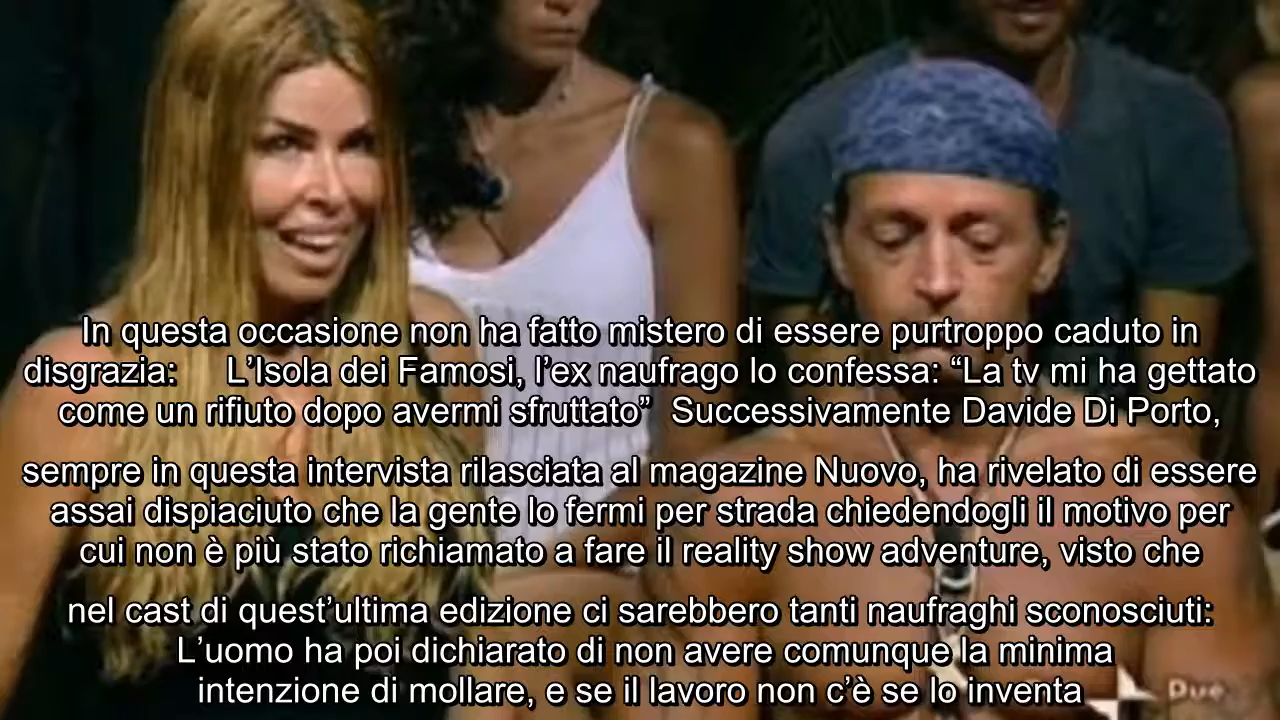 In questa occasione non ha fatto mistero di essere purtroppo caduto in
disgrazia: L’Isola dei Famosi, l’ex naufrago lo confessa: “La tv mi ha gettato
come un rifiuto dopo avermi sfruttato” Successivamente Davide Di Porto,
sempre in questa intervista rilasciata al magazine Nuovo, ha rivelato di essere
assai dispiaciuto che la gente lo fermi per strada chiedendogli il motivo per
cui non è più stato richiamato a fare il reality show adventure, visto che
nel cast di quest’ultima edizione ci sarebbero tanti naufraghi sconosciuti:
L’uomo ha poi dichiarato di non avere comunque la minima
intenzione di mollare, e se il lavoro non c’è se lo inventa
Due